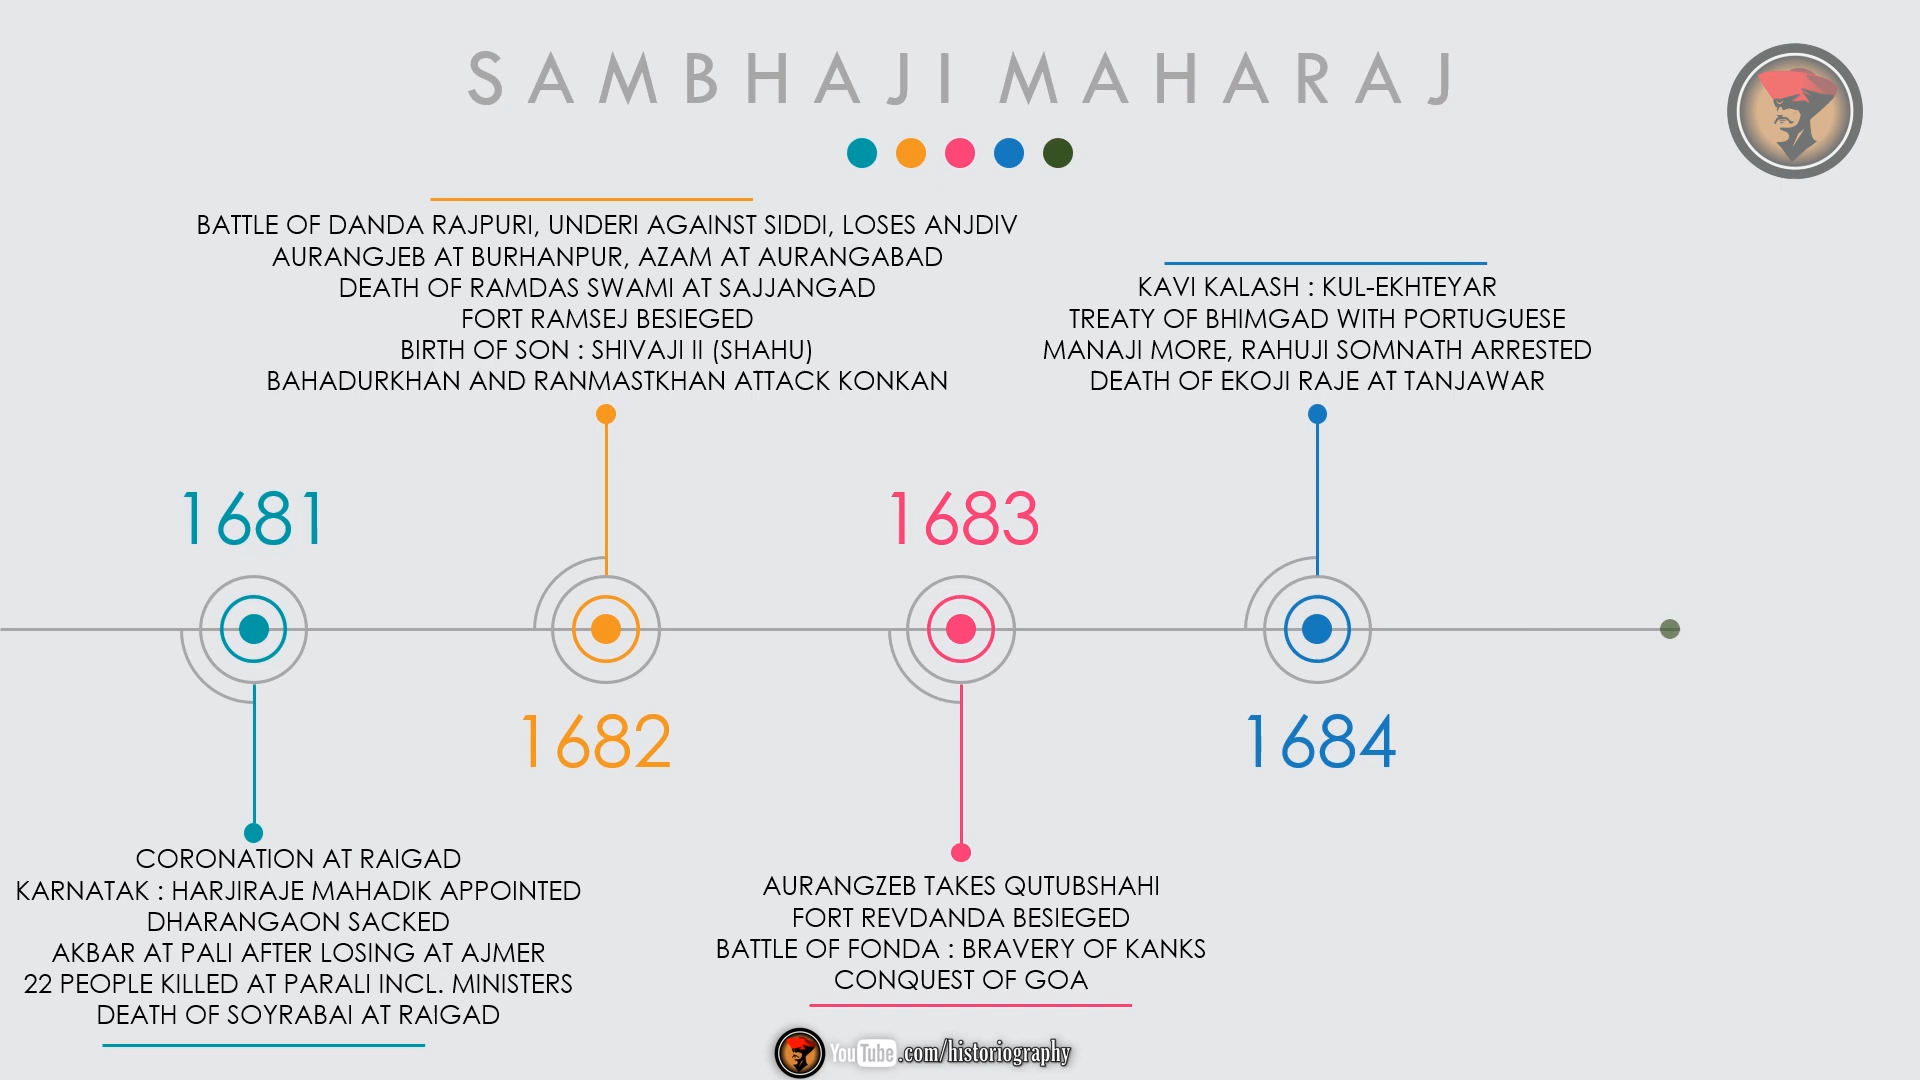 SAMBHAJI MAHARAJ
BATTLE OF DANDA RAJPURI, UNDERI AGAINST SIDDI, LOSES ANJDIV
AURANGJEB AT BURHANPUR, AZAM AT AURANGABAD
DEATH OF RAMDAS SWAMI AT SAJJANGAD
FORT RAMSEJ BESIEGED
BIRTH OF SON : SHIVAJI II (SHAHU)
BAHADURKHAN AND RANMASTKHAN ATTACK KONKAN
KAVI KALASH : KUL-EKHTEYAR
TREATY OF BHIMGAD WITH PORTUGUESE
MANAJI MORE, RAHUJI SOMNATH ARRESTED
DEATH OF EKOJI RAJE AT TANJAWAR
1681
1683
1682
1684
CORONATION AT RAIGAD
KARNATAK : HARJIRAJE MAHADIK APPOINTED
DHARANGAON SACKED
AKBAR AT PALI AFTER LOSING AT AJMER
22 PEOPLE KILLED AT PARALI INCL. MINISTERS
DEATH OF SOYRABAI AT RAIGAD
AURANGZEB TAKES QUTUBSHAHI
FORT REVDANDA BESIEGED
BATTLE OF FONDA : BRAVERY OF KANKS
CONQUEST OF GOA
YouTube.com/historiography